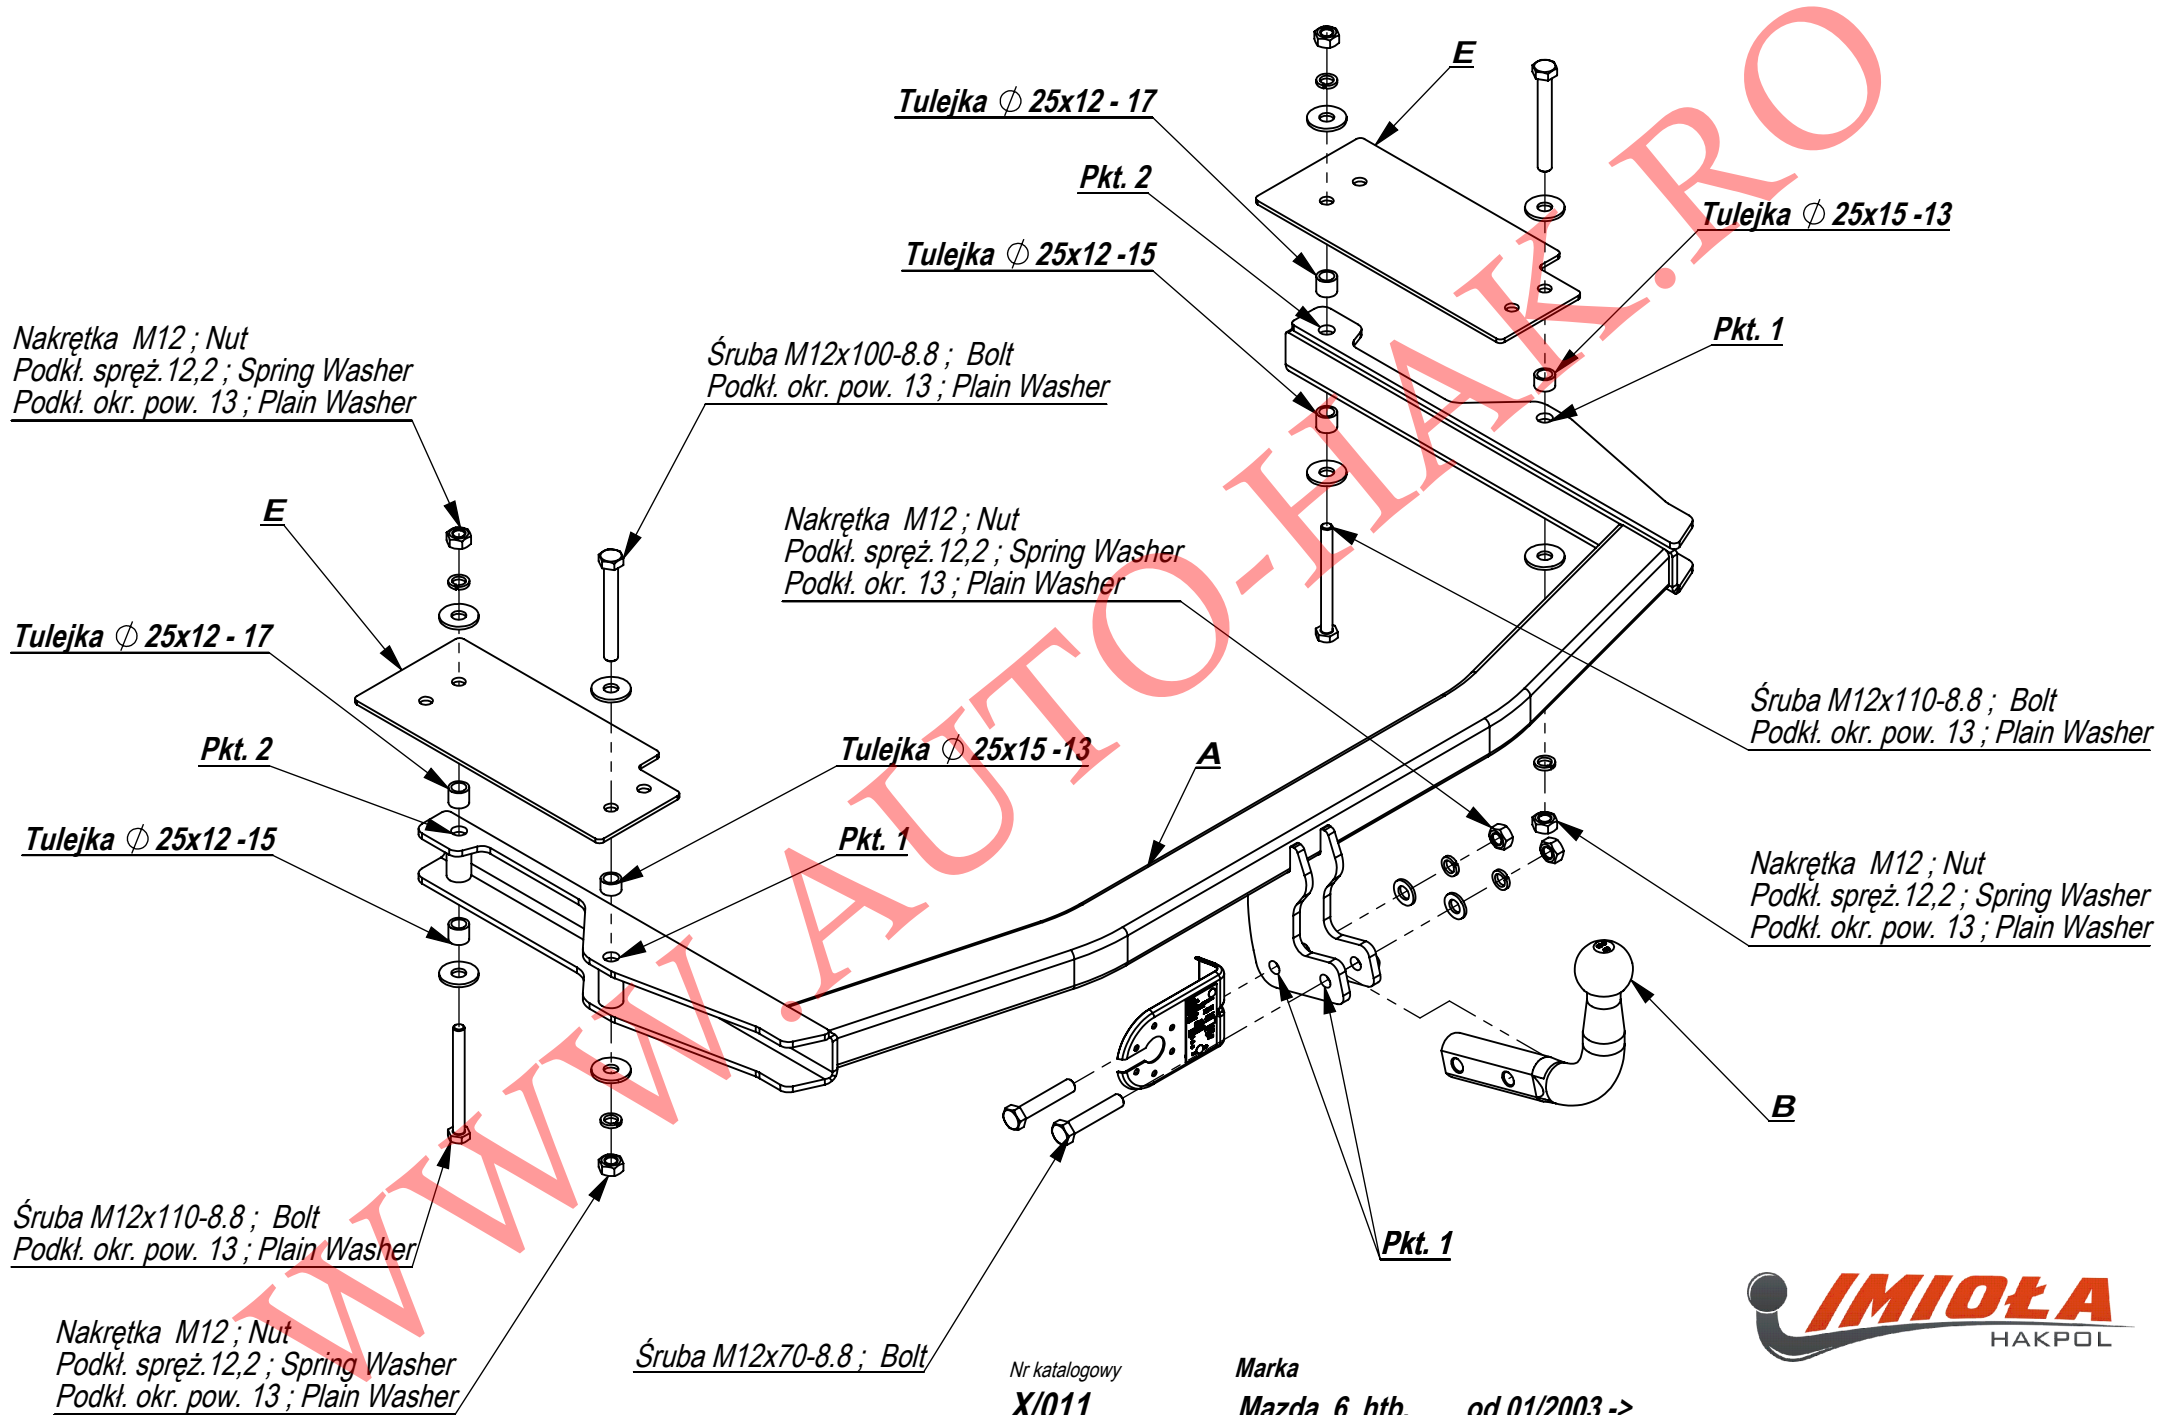 E
Tulejka ∅ 25x12 - 17
Pkt. 2
Tulejka ∅ 25x15 -13
Tulejka ∅ 25x12 -15
Pkt. 1
Nakrętka M12 ; Nut
Podkł. spręż.12,2 ; Spring Washer
Podkł. okr. pow. 13 ; Plain Washer
Śruba M12x100-8.8 ; Bolt
Podkł. okr. pow. 13 ; Plain Washer
E
Nakrętka M12 ; Nut
Podkł. spręż.12,2 ; Spring Washer
Podkł. okr. 13 ; Plain Washer
Tulejka ∅ 25x12 - 17
Pkt. 2
Tulejka ∅ 25x15 -13
A
Śruba M12x110-8.8 ; Bolt
Podkł. okr. pow. 13 ; Plain Washer
Tulejka ∅ 25x12 -15
Pkt. 1
Nakrętka M12 ; Nut
Podkł. spręż.12,2 ; Spring Washer
Podkł. okr. pow. 13 ; Plain Washer
B
Śruba M12x110-8.8 ; Bolt
Podkł. okr. pow. 13 ; Plain Washer
Pkt. 1
Nakrętka M12 ; Nut
Podkł. spręż.12,2 ; Spring Washer
Podkł. okr. pow. 13 ; Plain Washer
Śruba M12x70-8.8 ; Bolt
Nr katalogowy
X/011
Marka
Mazda 6 htb. od 01/2003 ->
IMIOŁA
HAKPOL
WWW.AUTO-HAK.RO